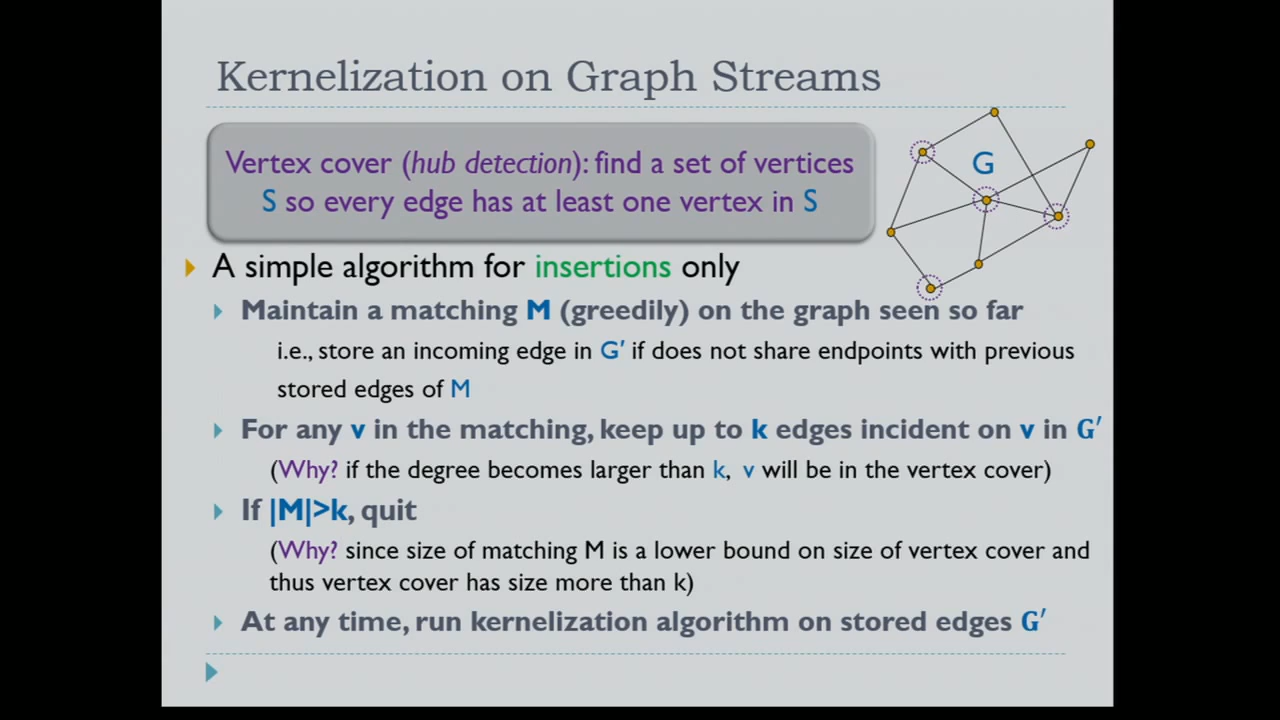 Kernelization on Graph Streams
Vertex cover (hub detection): find a set of vertices
S so every edge has at least one vertex in S
G
A simple algorithm for insertions only
Maintain a matching M (greedily) on the graph seen so far
i.e., store an incoming edge in G′ if does not share endpoints with previous
stored edges of M
For any v in the matching, keep up to k edges incident on v in G′
(Why? if the degree becomes larger than k, v will be in the vertex cover)
If |M|>k, quit
(Why? since size of matching M is a lower bound on size of vertex cover and
thus vertex cover has size more than k)
At any time, run kernelization algorithm on stored edges G′